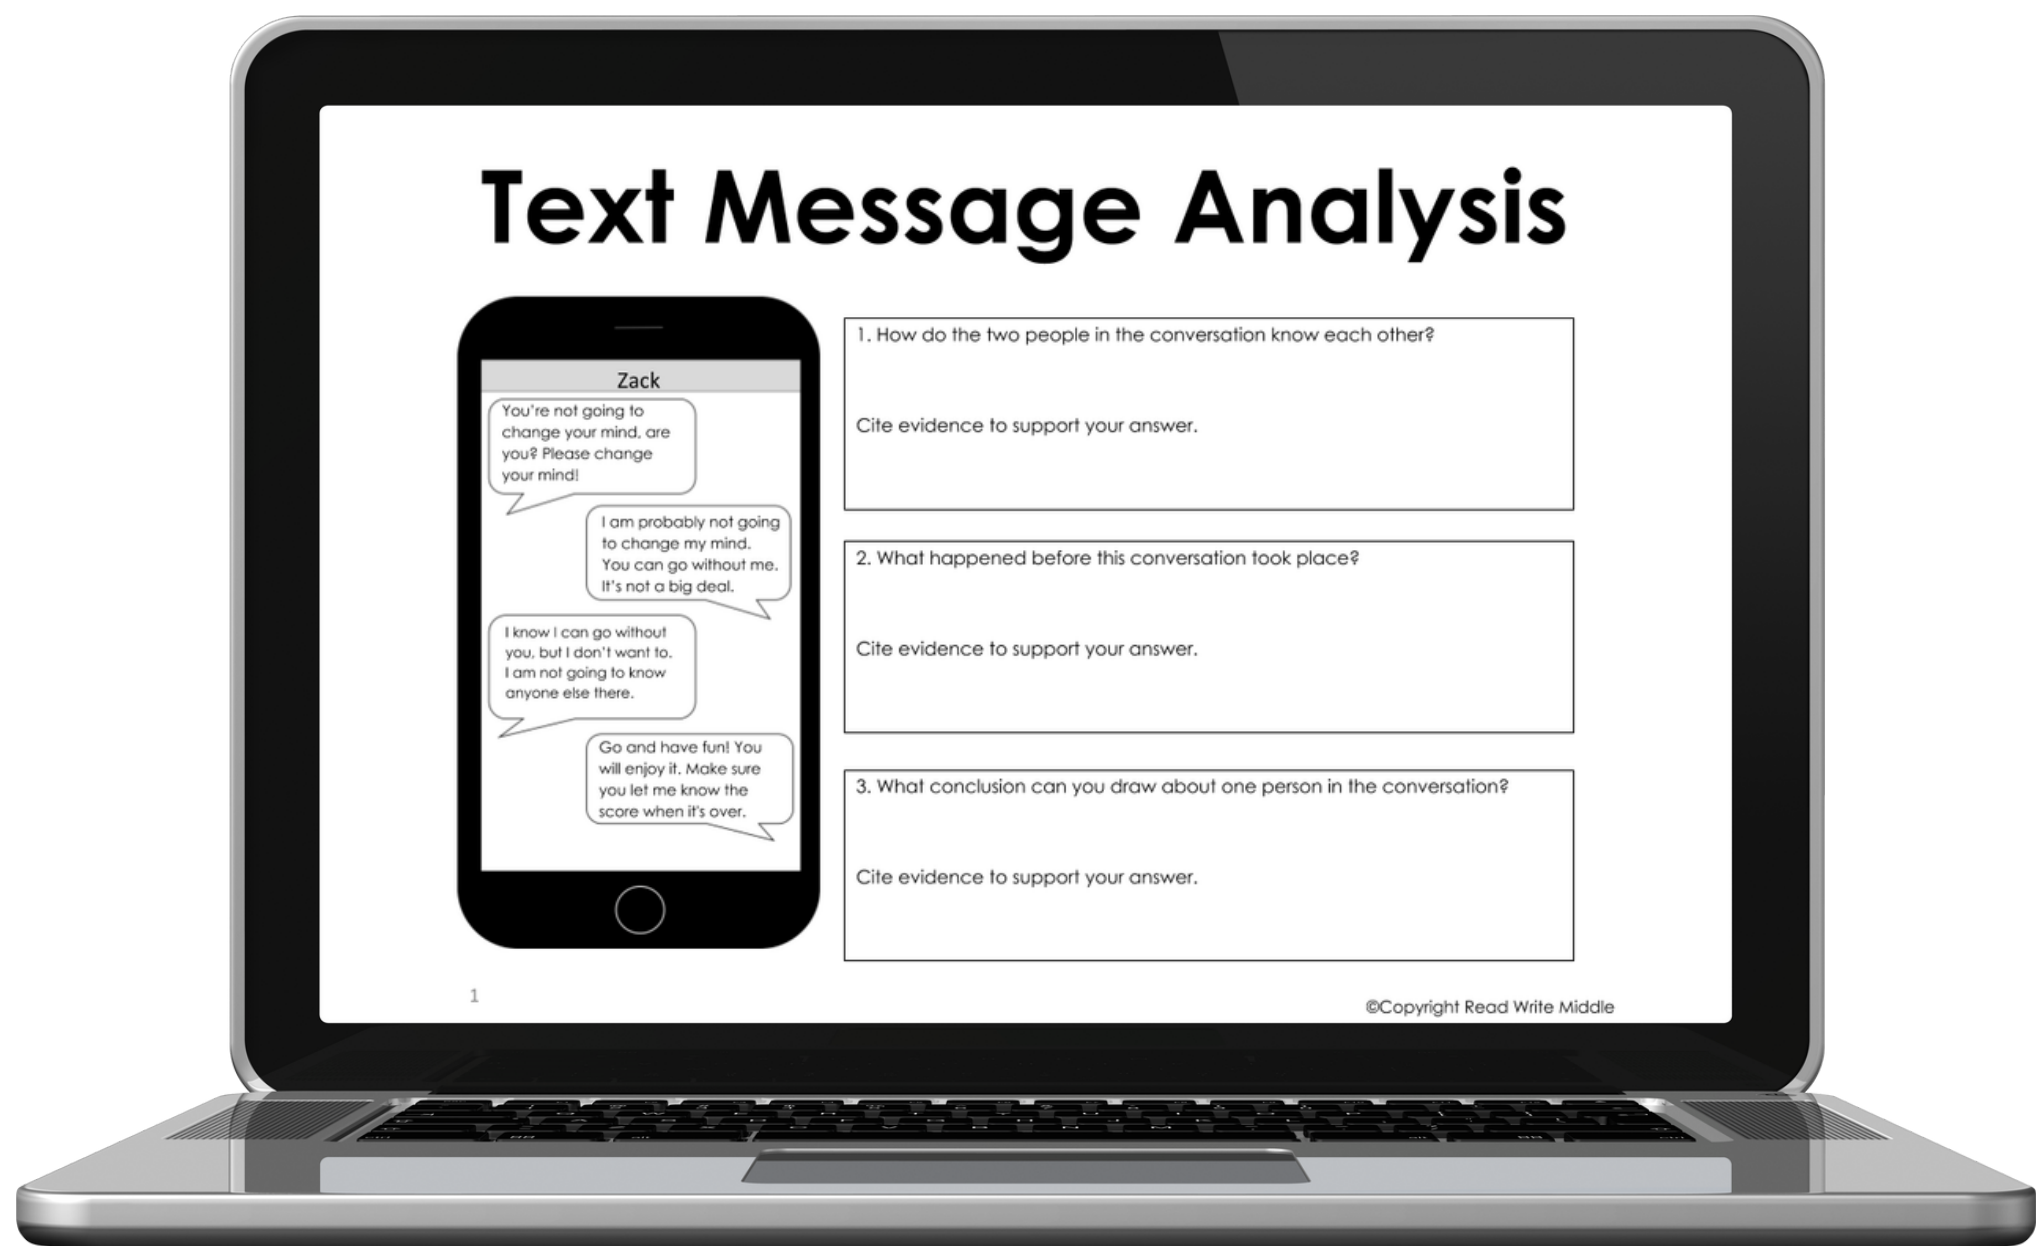 Text Message Analysis
Zack
You're not going to
change your mind, are
you? Please change
your mind!
I am probably not going
to change my mind.
You can go without me.
It's not a big deal.
I know I can go without
you, but I don't want to.
I am not going to know
anyone else there.
Go and have fun! You
will enjoy it. Make sure
you let me know the
score when it's over.
1. How do the two people in the conversation know each other?
Cite evidence to support your answer.
2. What happened before this conversation took place?
Cite evidence to support your answer.
3. What conclusion can you draw about one person in the conversation?
Cite evidence to support your answer.
1
©Copyright Read Write Middle